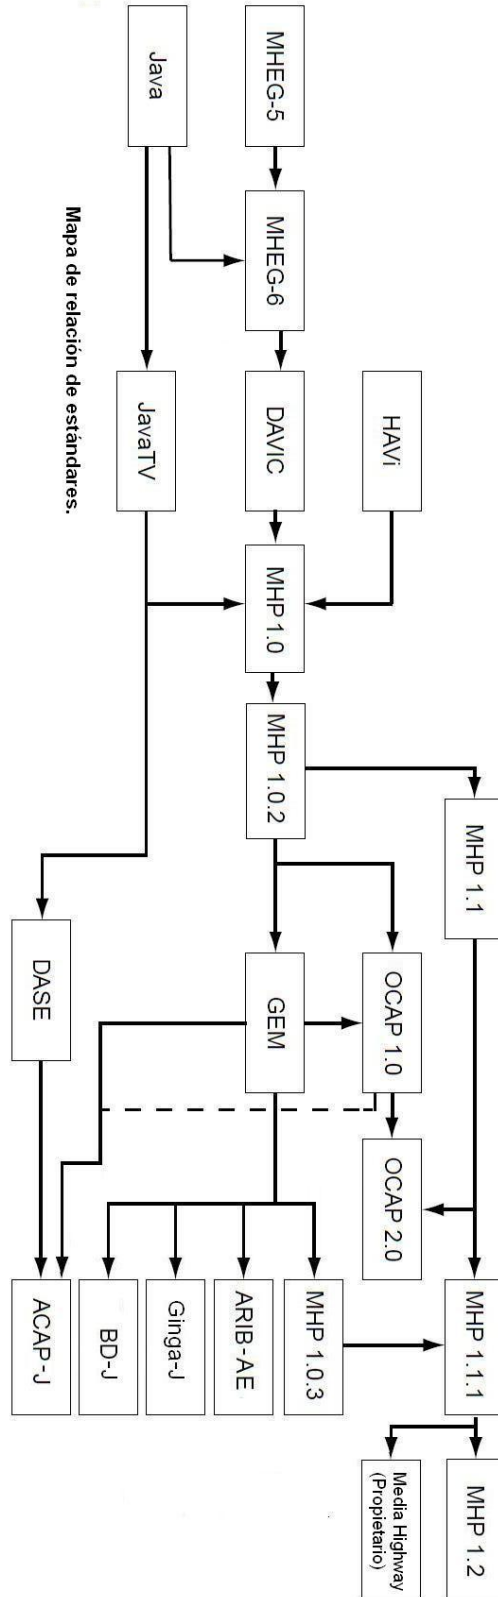 Mapa de relación de estándares.
MHP 1.1
MHP 1.1.1
MHP 1.2
HAVi
OCAP 1.0
OCAP 2.0
Media Highway
(Propietario)
MHEG-5
MHEG-6
DAVIC
MHP 1.0
MHP 1.0.2
GEM
MHP 1.0.3
ARIB-AE
Java
JavaTV
Ginga-J
BD-J
DASE
ACAP-J